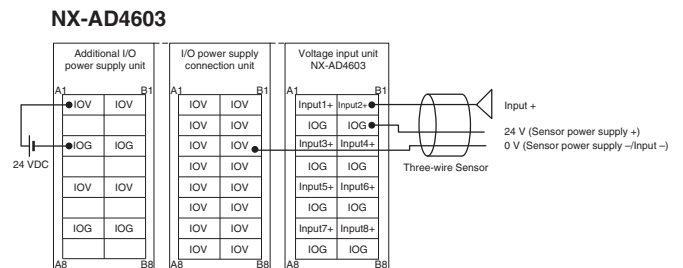 NX-AD4603
Additional I/O
power supply unit
I/O power supply
connection unit
Voltage input unit
NX-AD4603
A1 B1 A1 B1 A1 B1
IOV IOV IOV IOV Input1+ Input2+
IOV IOV IOG IOG
IOG IOG IOV IOV Input3+ Input4+
IOV IOV IOG IOG
IOV IOV IOV IOV Input5+ Input6+
IOV IOV IOG IOG
IOG IOG IOV IOV Input7+ Input8+
IOV IOV IOG IOG
A8 B8 A8 B8 A8 B8
24 VDC
Input +
24 V (Sensor power supply +)
0 V (Sensor power supply –/Input –)
Three-wire Sensor